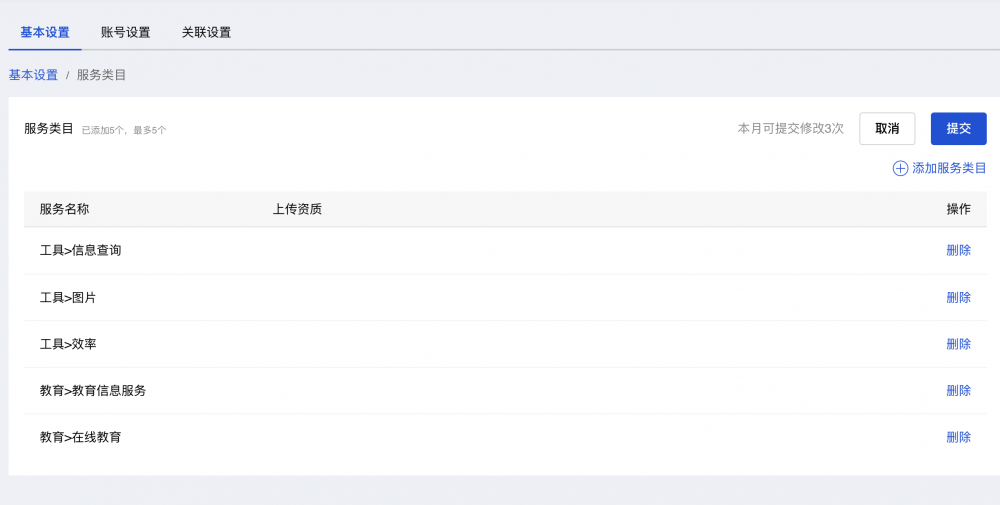 基本设置 账号设置 关联设置
基本设置 / 服务类目
服务类目 已添加5个，最多5个 本月可提交修改3次 取消 提交
添加服务类目
服务名称 上传资质 操作
工具>信息查询 删除
工具>图片 删除
工具>效率 删除
教育>教育信息服务 删除
教育>在线教育 删除